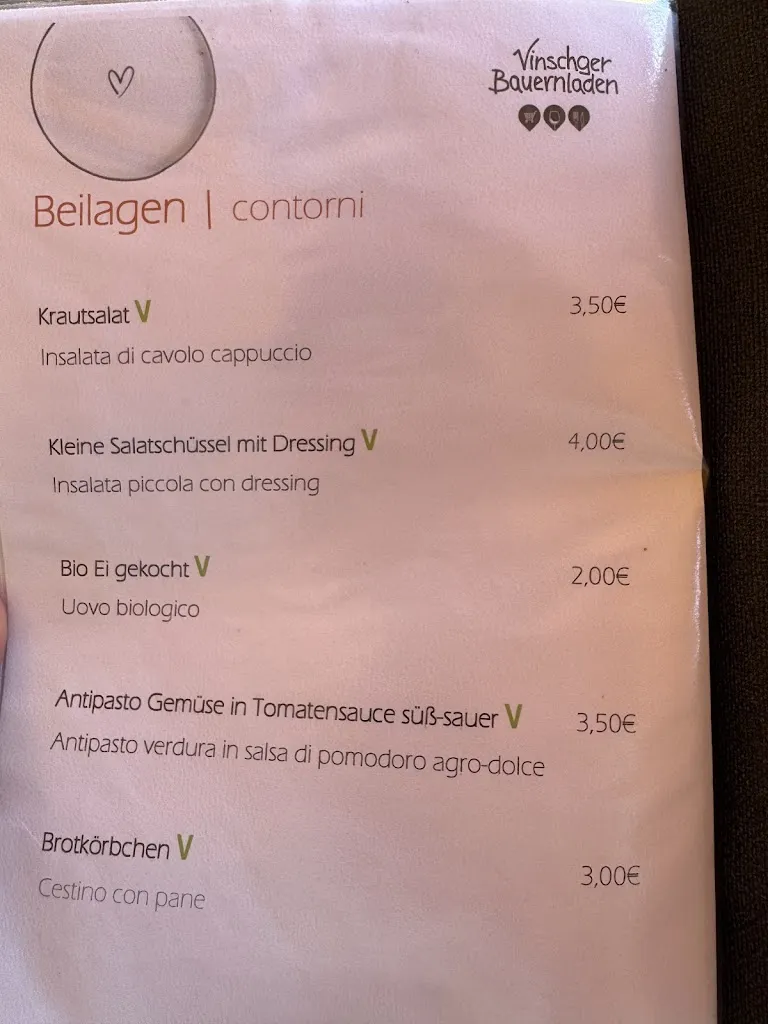 Vinschger
Bauernladen
Beilagen | contorni
Krautsalat V 3,50€
Insalata di cavolo cappuccio
Kleine Salatschüssel mit Dressing V 4,00€
Insalata piccola con dressing
Bio Ei gekocht V 2,00€
Uovo biologico
Antipasto Gemüse in Tomatensauce süß-sauer V 3,50€
Antipasto verdura in salsa di pomodoro agro-dolce
Brotkörbchen V 3,00€
Cestino con pane